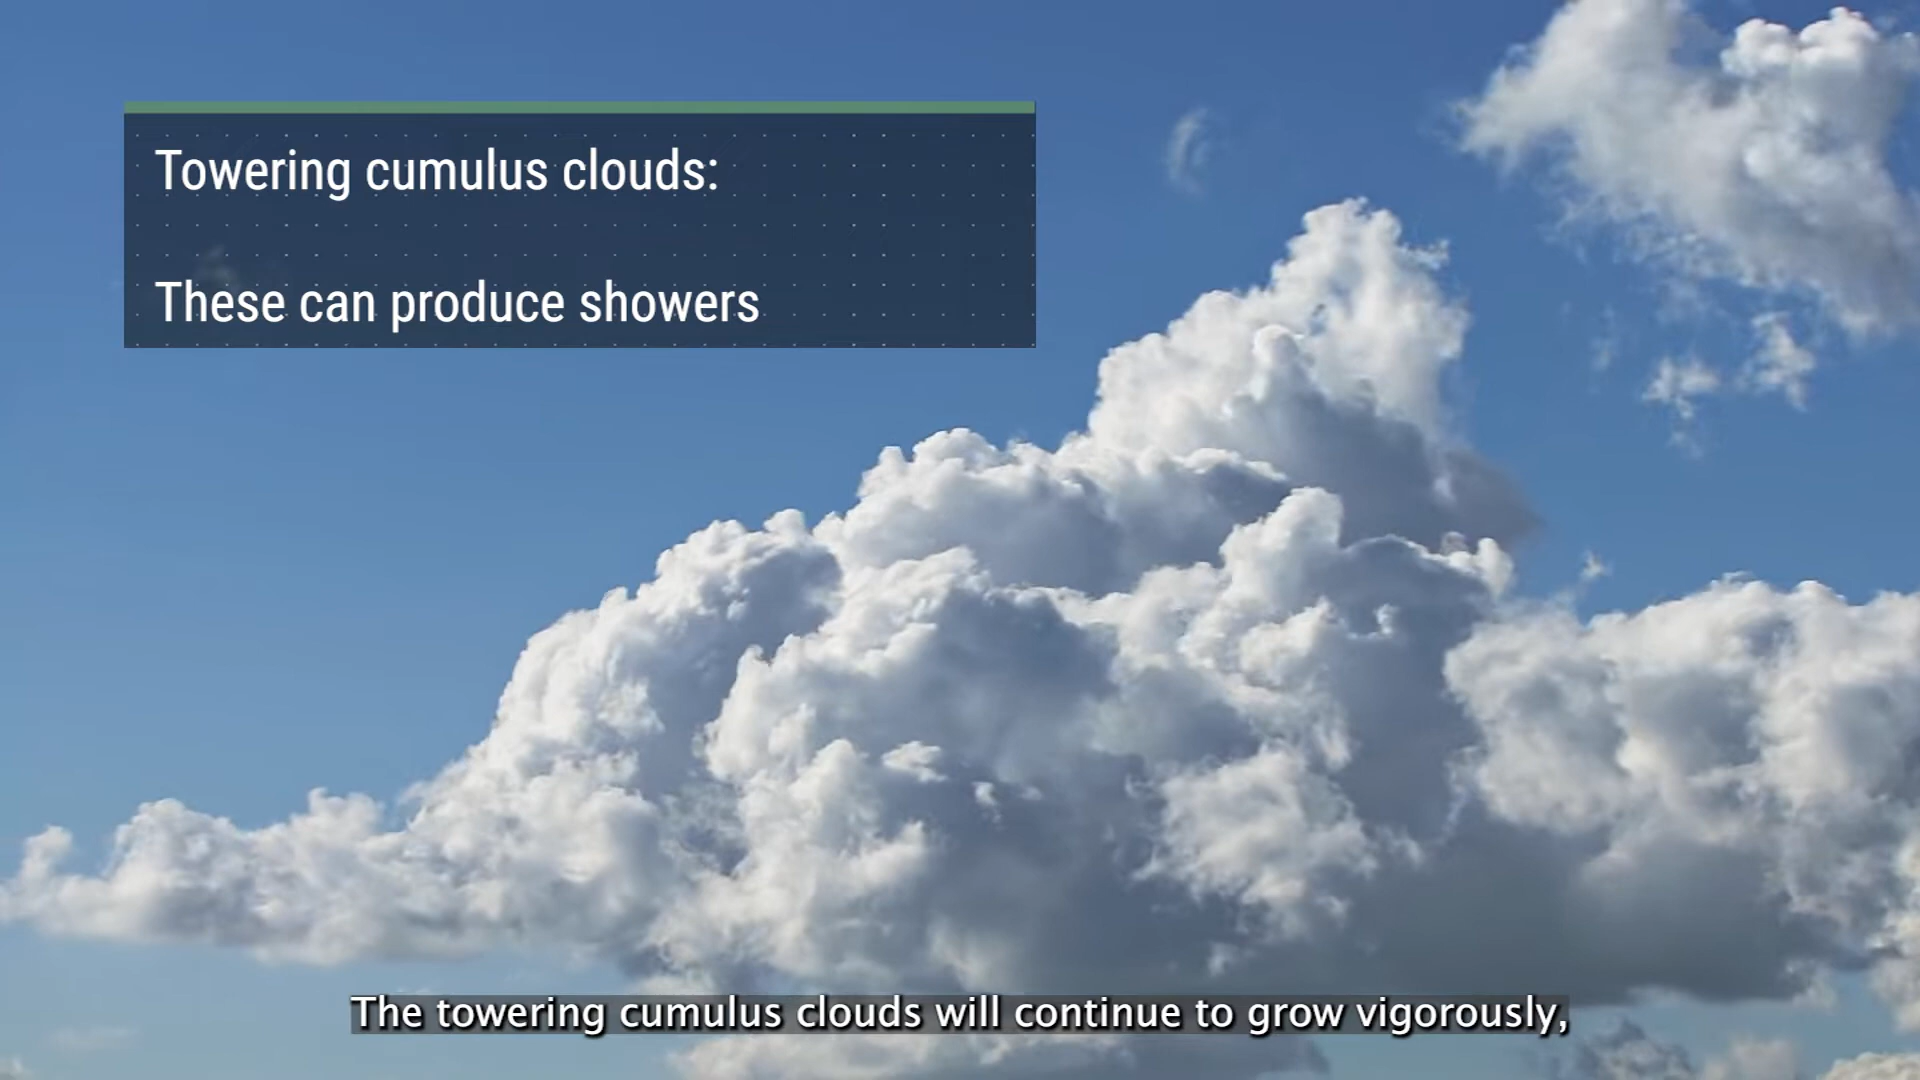 Towering cumulus clouds:
These can produce showers
The towering cumulus clouds will continue to grow vigorously,